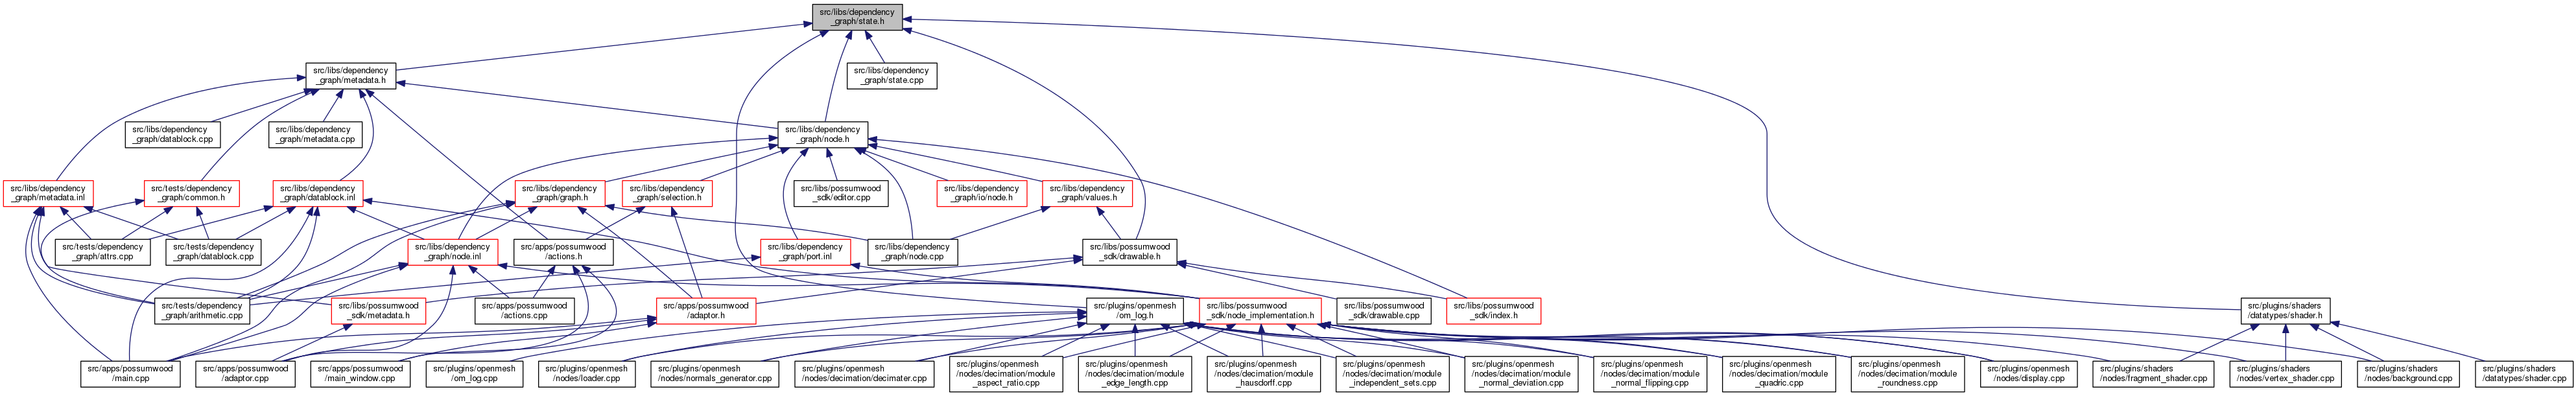 src/libs/dependency
_graph/state.h
src/libs/dependency
_graph/metadata.h
src/libs/dependency
_graph/state.cpp
src/libs/dependency
_graph/datablock.cpp
src/libs/dependency
_graph/metadata.cpp
src/libs/dependency
_graph/node.h
src/libs/dependency
_graph/metadata.inl
src/tests/dependency
_graph/common.h
src/libs/dependency
_graph/datablock.inl
src/libs/dependency
_graph/graph.h
src/libs/dependency
_graph/selection.h
src/libs/possumwood
_sdk/editor.cpp
src/libs/dependency
_graph/io/node.h
src/libs/dependency
_graph/values.h
src/tests/dependency
_graph/attrs.cpp
src/tests/dependency
_graph/datablock.cpp
src/libs/dependency
_graph/node.inl
src/apps/possumwood
/actions.h
src/libs/dependency
_graph/port.inl
src/libs/dependency
_graph/node.cpp
src/libs/possumwood
_sdk/drawable.h
src/tests/dependency
_graph/arithmetic.cpp
src/libs/possumwood
_sdk/metadata.h
src/apps/possumwood
/actions.cpp
src/apps/possumwood
/adaptor.h
src/plugins/openmesh
/om_log.h
src/libs/possumwood
_sdk/node_implementation.h
src/libs/possumwood
_sdk/drawable.cpp
src/libs/possumwood
_sdk/index.h
src/plugins/shaders
/datatypes/shader.h
src/apps/possumwood
/main.cpp
src/apps/possumwood
/adaptor.cpp
src/apps/possumwood
/main_window.cpp
src/plugins/openmesh
/om_log.cpp
src/plugins/openmesh
/nodes/loader.cpp
src/plugins/openmesh
/nodes/normals_generator.cpp
src/plugins/openmesh
/nodes/decimation/decimater.cpp
src/plugins/openmesh
/nodes/decimation/module
_aspect_ratio.cpp
src/plugins/openmesh
/nodes/decimation/module
_edge_length.cpp
src/plugins/openmesh
/nodes/decimation/module
_hausdorff.cpp
src/plugins/openmesh
/nodes/decimation/module
_independent_sets.cpp
src/plugins/openmesh
/nodes/decimation/module
_normal_deviation.cpp
src/plugins/openmesh
/nodes/decimation/module
_normal_flipping.cpp
src/plugins/openmesh
/nodes/decimation/module
_quadric.cpp
src/plugins/openmesh
/nodes/decimation/module
_roundness.cpp
src/plugins/openmesh
/nodes/display.cpp
src/plugins/shaders
/nodes/fragment_shader.cpp
src/plugins/shaders
/nodes/vertex_shader.cpp
src/plugins/shaders
/nodes/background.cpp
src/plugins/shaders
/datatypes/shader.cpp